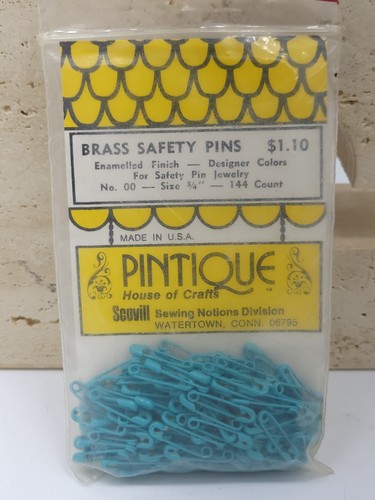 BRASS SAFETY PINS $1.10
Enamelled Finish — Designer Colors
For Safety Pin Jewelry
No. 00 — Size ¾" — 144 Count
MADE IN U.S.A.
PINTIQUE™
House of Crafts
Scovill Sewing Notions Division
WATERTOWN, CONN. 06795